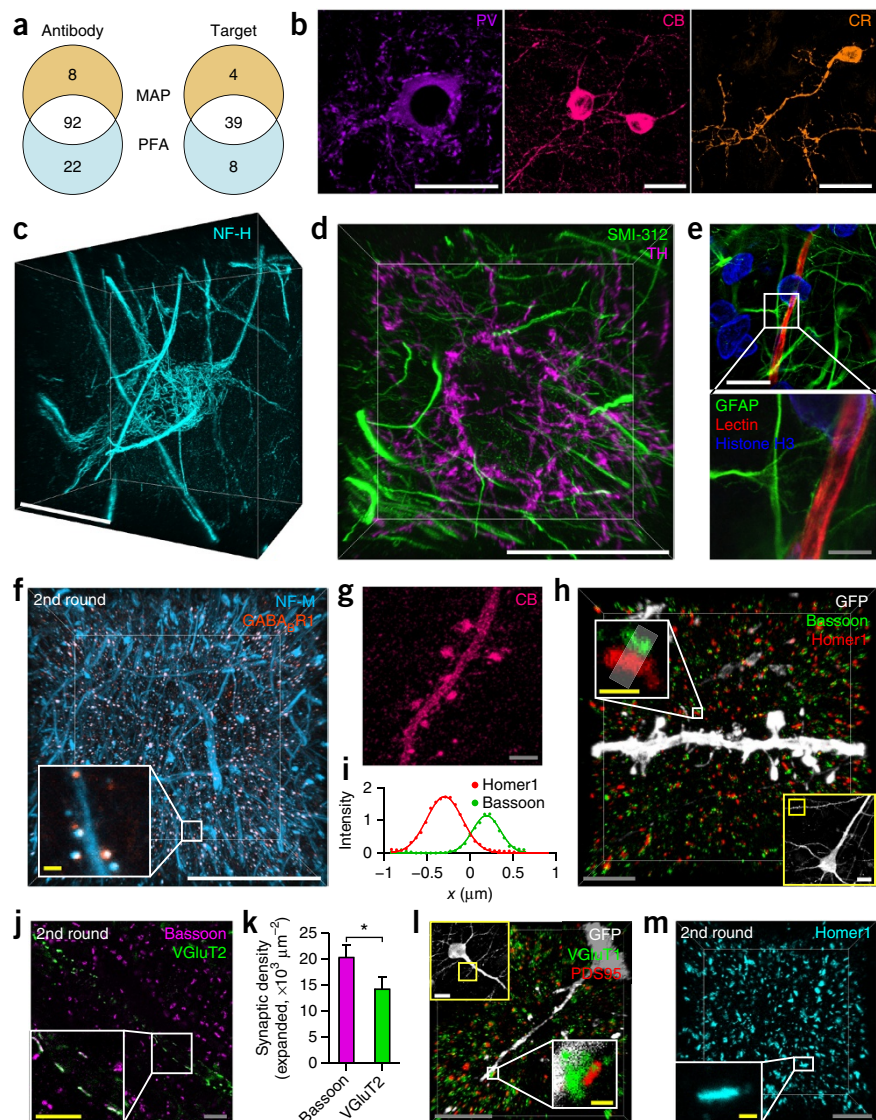 a
Antibody
Target
8
4
MAP
92
39
PFA
22
8
b
PV
CB
CR
c
NF-H
d
SMI-312
TH
e
GFAP
Lectin
Histone H3
f
2nd round
NF-M
GABABR1
g
CB
h
GFP
Bassoon
Homer1
i
2
1
0
Intensity
Homer1
Bassoon
−1 −0.5 0 0.5 1
x (μm)
j
2nd round
Bassoon
VGluT2
k
*
25
20
15
10
5
0
Synaptic density
(expanded, ×10³ μm⁻²)
Bassoon
VGluT2
l
GFP
VGluT1
PDS95
m
2nd round
Homer1